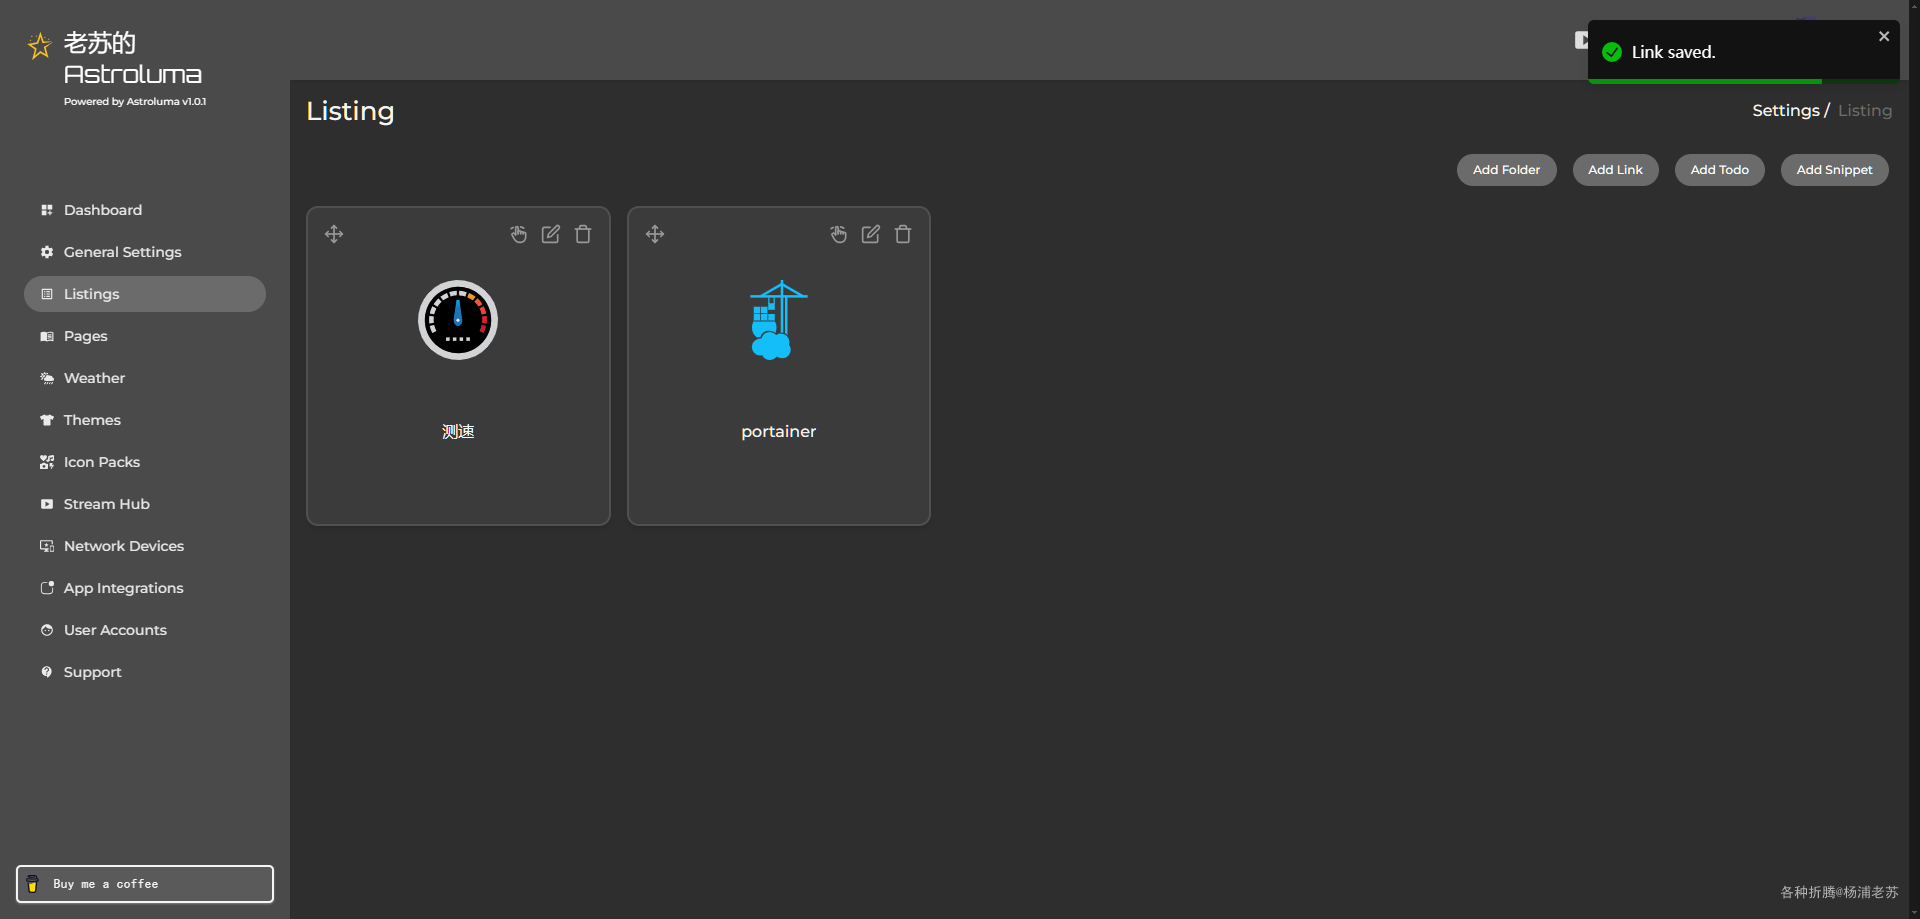 老苏的
Astroluma
Powered by Astroluma v1.0.1
Dashboard
General Settings
Listings
Pages
Weather
Themes
Icon Packs
Stream Hub
Network Devices
App Integrations
User Accounts
Support
Buy me a coffee
Link saved.
Listing
Settings / Listing
Add Folder
Add Link
Add Todo
Add Snippet
测速
portainer
各种折腾@杨浦老苏